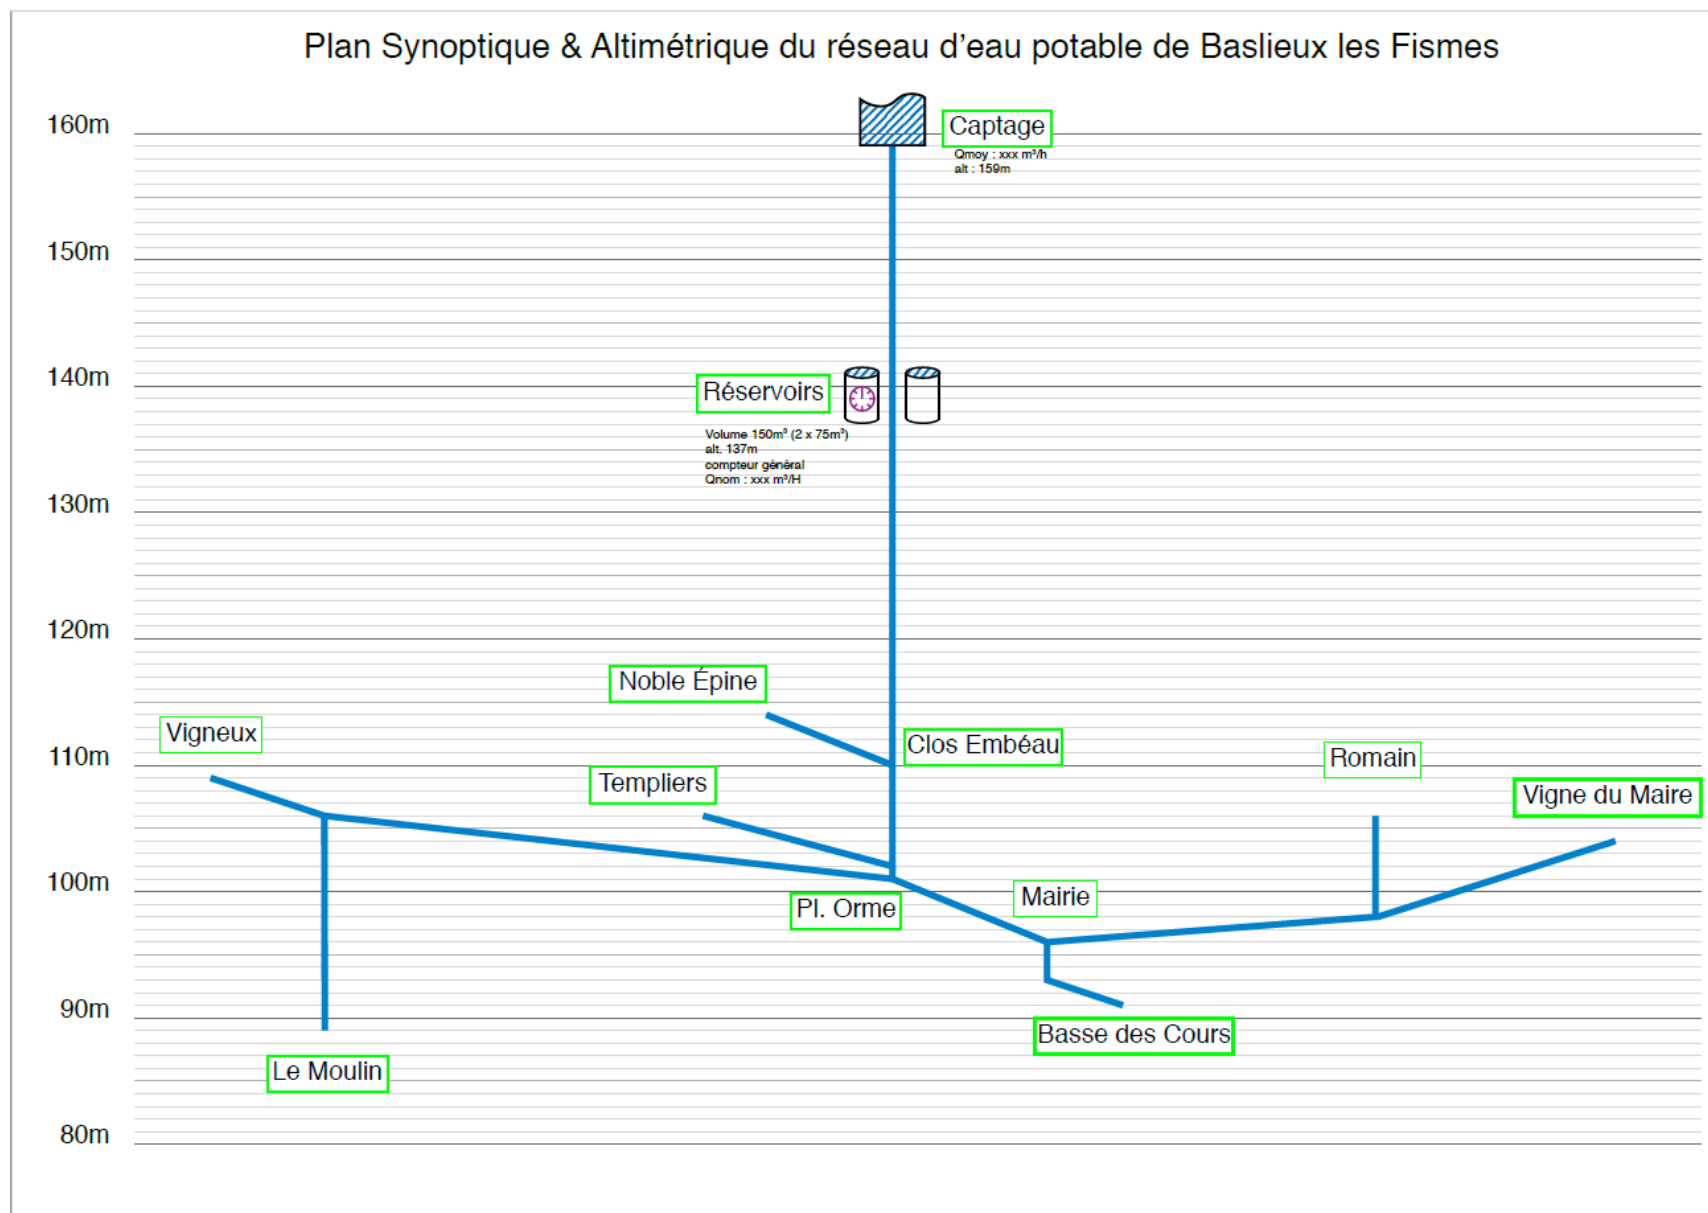 Plan Synoptique & Altimétrique du réseau d'eau potable de Baslieux les Fismes
160m
Captage
Qmoy : xxx m³/h
alt : 159m
150m
140m
Réservoirs
Volume 150m³ (2 x 75m³)
alt. 137m
compteur général
Qnom : xxx m³/H
130m
120m
Noble Épine
Vigneux
Clos Embéau
110m
Romain
Templiers
Vigne du Maire
100m
Mairie
Pl. Orme
90m
Basse des Cours
Le Moulin
80m